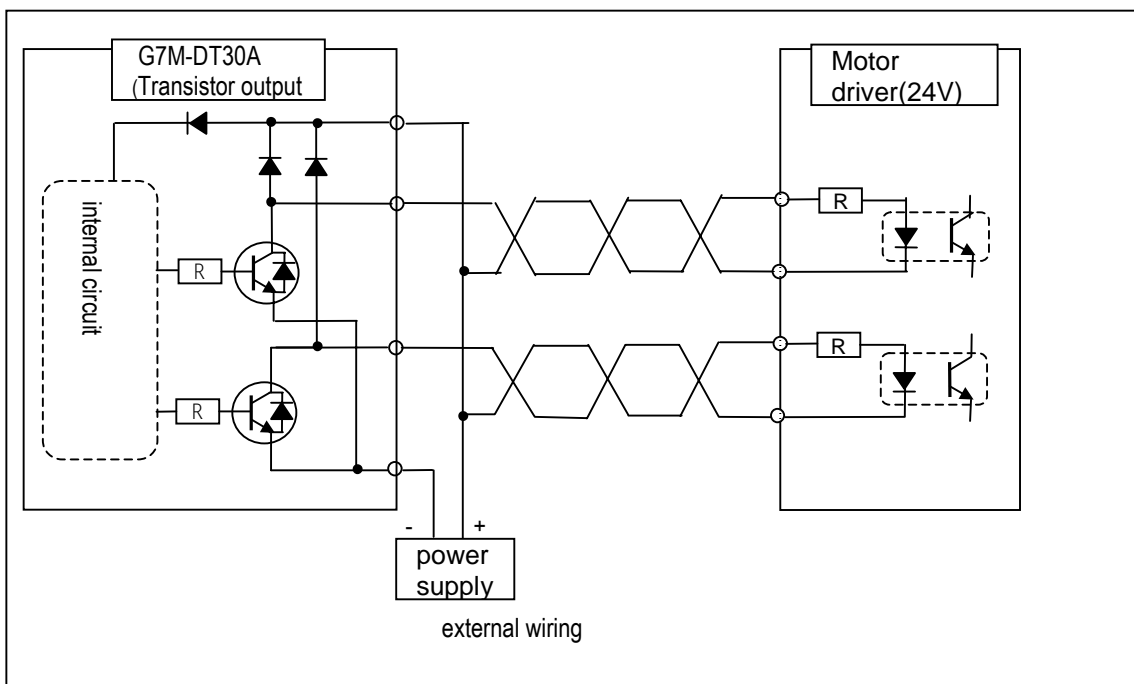 G7M-DT30A
(Transistor output
Motor
driver(24V)
internal circuit
R
R
R
R
- +
power
supply
external wiring